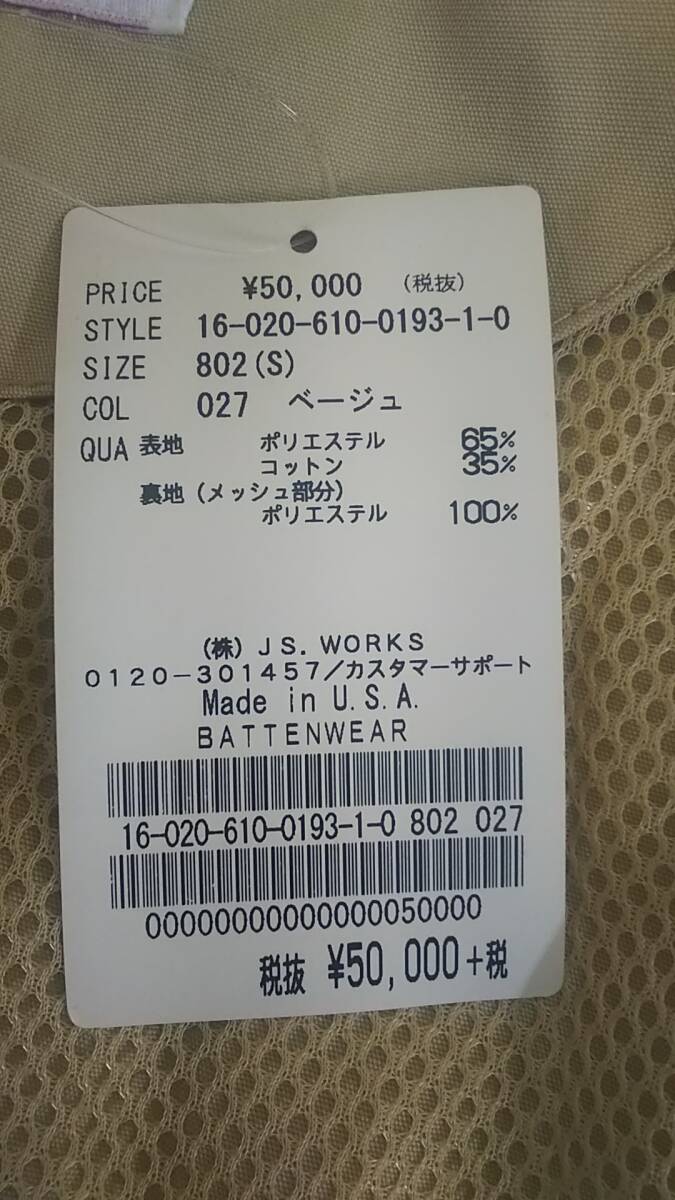 PRICE ¥50,000 (税抜)
STYLE 16-020-610-0193-1-0
SIZE 802(S)
COL 027 ベージュ
QUA 表地 ポリエステル 65%
コットン 35%
裏地(メッシュ部分)
ポリエステル 100%
(株)JS.WORKS
0120-301457/カスタマーサポート
Made in U.S.A.
BATTENWEAR
16-020-610-0193-1-0 802 027
00000000000000050000
税抜 ¥50,000+税